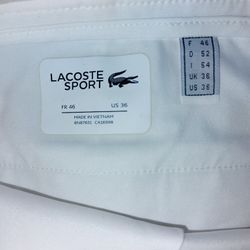 LACOSTE
SPORT
FR 46 US 36
MADE IN VIETNAM
F 46
D 52
I 54
UK 36
US 36